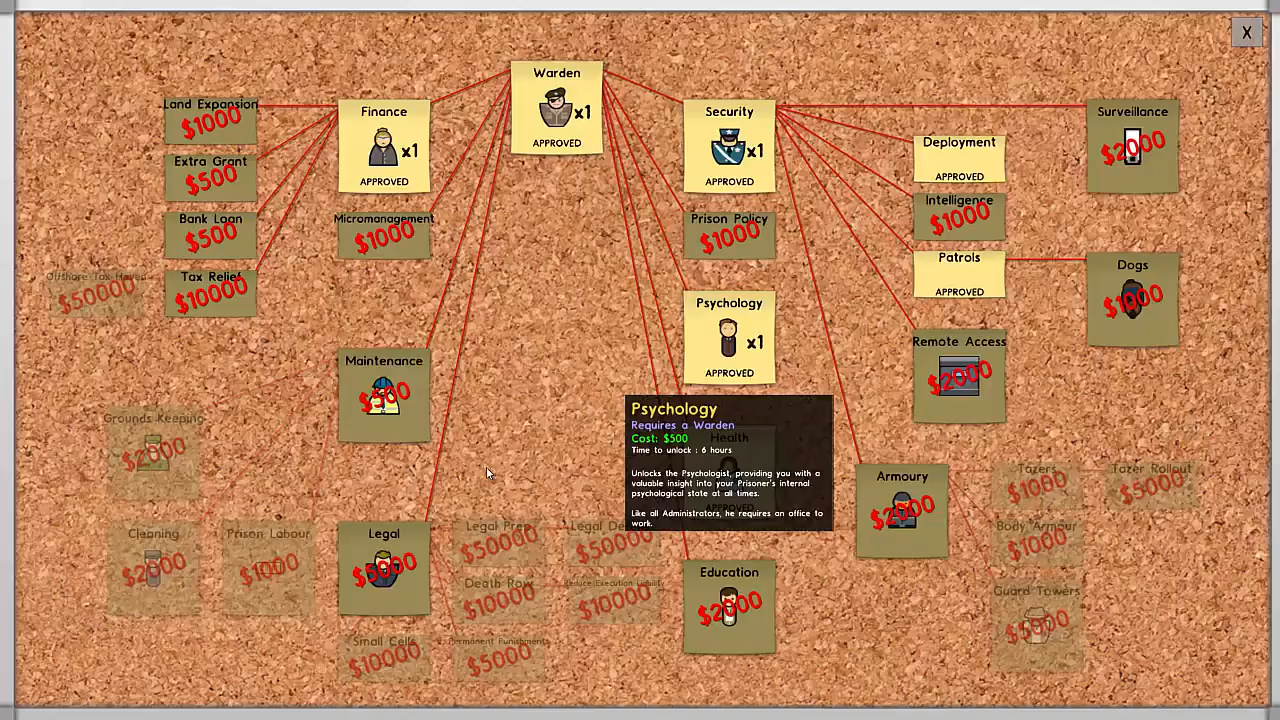 X
Warden
x1
APPROVED
Land Expansion
$1000
Extra Grant
$500
Bank Loan
$500
Tax Relief
$10000
Offshore Tax Haven
$50000
Finance
x1
APPROVED
Micromanagement
$1000
Security
x1
APPROVED
Prison Policy
$1000
Deployment
APPROVED
Intelligence
$1000
Patrols
APPROVED
Remote Access
$2000
Surveillance
$2000
Dogs
$1000
Psychology
x1
APPROVED
Psychology
Requires a Warden
Cost: $500
Time to unlock : 6 hours
Unlocks the Psychologist, providing you with a
valuable insight into your Prisoner's internal
psychological state at all times.
Like all Administrators, he requires an office to
work.
Health
APPROVED
Maintenance
$500
Grounds Keeping
$2000
Cleaning
$2000
Prison Labour
$1000
Legal
$5000
Legal Prep
$50000
Legal De
$50000
Death Row
$10000
Reduce Execution Liability
$10000
Small Cells
$10000
Permanent Punishments
$5000
Education
$2000
Armoury
$2000
Tazers
$1000
Tazer Rollout
$5000
Body Armour
$1000
Guard Towers
$5000